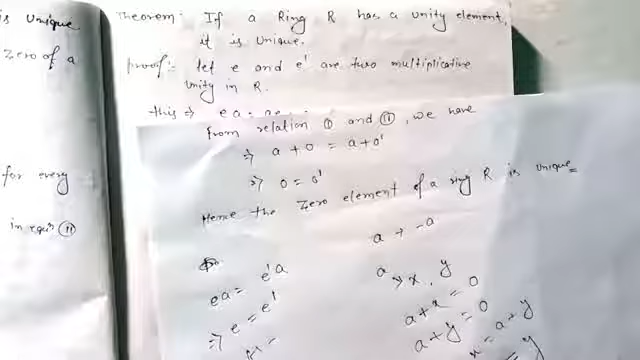 is Unique
Zero of a
for every
in equⁿ (II)
Theorem: If a Ring R has a unity element,
it is Unique.
proof:- let e and e' are two multiplicative
unity in R.
this ⇒ ea =
from relation (I) and (II), we have
⇒ a + 0 = a + 0'
⇒ 0 = 0'
Hence the Zero element of a ring R is Unique
a + -a
ea = e'a
⇒ e = e'
a → x, y
a + x = 0
a + y = 0
= a + y